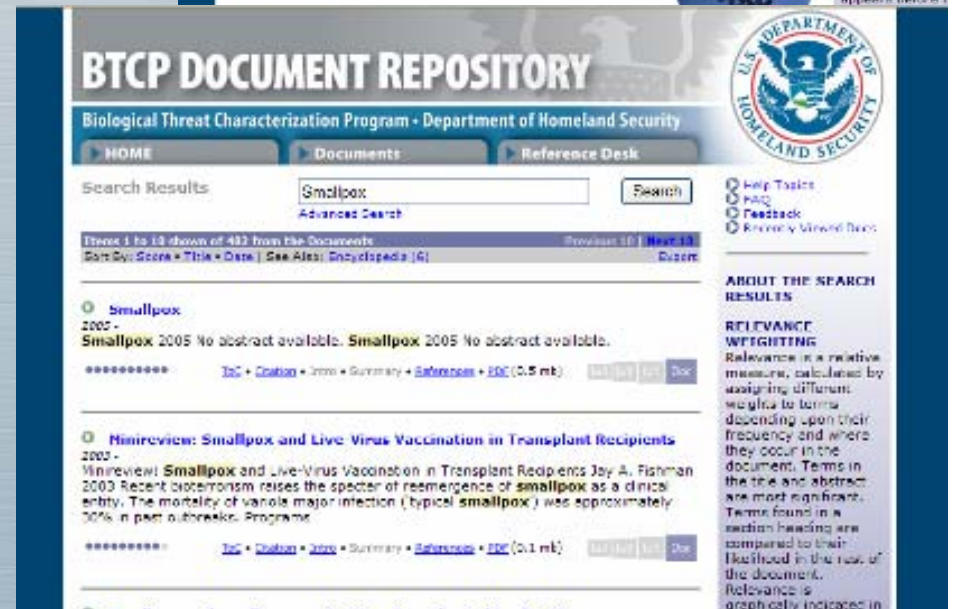 appears before
BTCP DOCUMENT REPOSITORY
Biological Threat Characterization Program • Department of Homeland Security
HOME
Documents
Reference Desk
U.S. DEPARTMENT OF HOMELAND SECURITY
Search Results
Smallpox
Search
Advanced Search
Items 1 to 10 shown of 482 from the Documents
Previous 10 | Next 10
Sort By: Score • Title • Date | See Also: Encyclopedia (6)
Export
Smallpox
2005 -
Smallpox 2005 No abstract available. Smallpox 2005 No abstract available.
ToC • Citation • Intro • Summary • References • PDF (0.5 mb)
Doc
Minireview: Smallpox and Live-Virus Vaccination in Transplant Recipients
2003 -
Minireview: Smallpox and Live-Virus Vaccination in Transplant Recipients Jay A. Fishman
2003 Recent bioterrorism raises the specter of reemergence of smallpox as a clinical
entity. The mortality of variola major infection ('typical smallpox') was approximately
30% in past outbreaks. Programs
ToC • Citation • Intro • Summary • References • PDF (0.1 mb)
Doc
Help Topics
FAQ
Feedback
Recently Viewed Docs
ABOUT THE SEARCH
RESULTS
RELEVANCE
WEIGHTING
Relevance is a relative
measure, calculated by
assigning different
weights to terms
depending upon their
frequency and where
they occur in the
document. Terms in
the title and abstract
are most significant.
Terms found in a
section heading are
compared to their
likelihood in the rest of
the document.
Relevance is
graphically indicated in